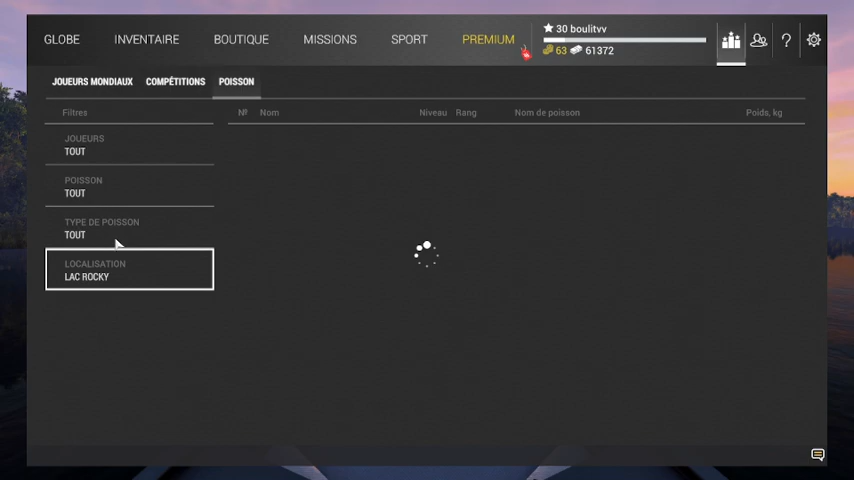 GLOBE INVENTAIRE BOUTIQUE MISSIONS SPORT PREMIUM
30 boulitvv
63 61372
?
JOUEURS MONDIAUX COMPÉTITIONS POISSON
Filtres
Nº Nom Niveau Rang Nom de poisson Poids, kg
JOUEURS
TOUT
POISSON
TOUT
TYPE DE POISSON
TOUT
LOCALISATION
LAC ROCKY